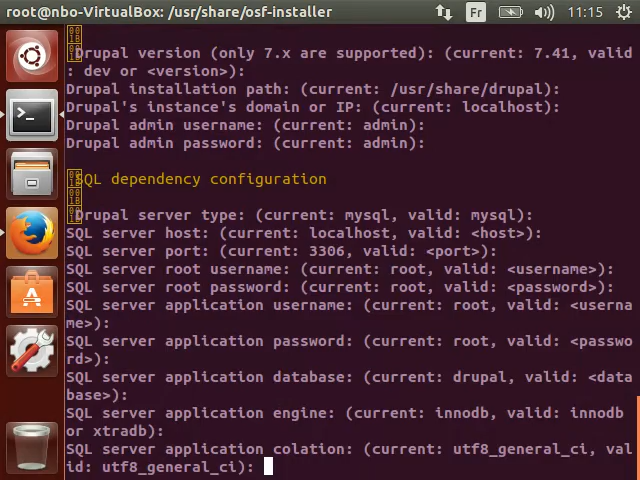 root@nbo-VirtualBox: /usr/share/osf-installer
Fr
11:15
Drupal version (only 7.x are supported): (current: 7.41, valid
: dev or <version>):
Drupal installation path: (current: /usr/share/drupal):
Drupal's instance's domain or IP: (current: localhost):
Drupal admin username: (current: admin):
Drupal admin password: (current: admin):
SQL dependency configuration
Drupal server type: (current: mysql, valid: mysql):
SQL server host: (current: localhost, valid: <host>):
SQL server port: (current: 3306, valid: <port>):
SQL server root username: (current: root, valid: <username>):
SQL server root password: (current: root, valid: <password>):
SQL server application username: (current: root, valid: <userna
me>):
SQL server application password: (current: root, valid: <passwo
rd>):
SQL server application database: (current: drupal, valid: <data
base>):
SQL server application engine: (current: innodb, valid: innodb
or xtradb):
SQL server application colation: (current: utf8_general_ci, val
id: utf8_general_ci):